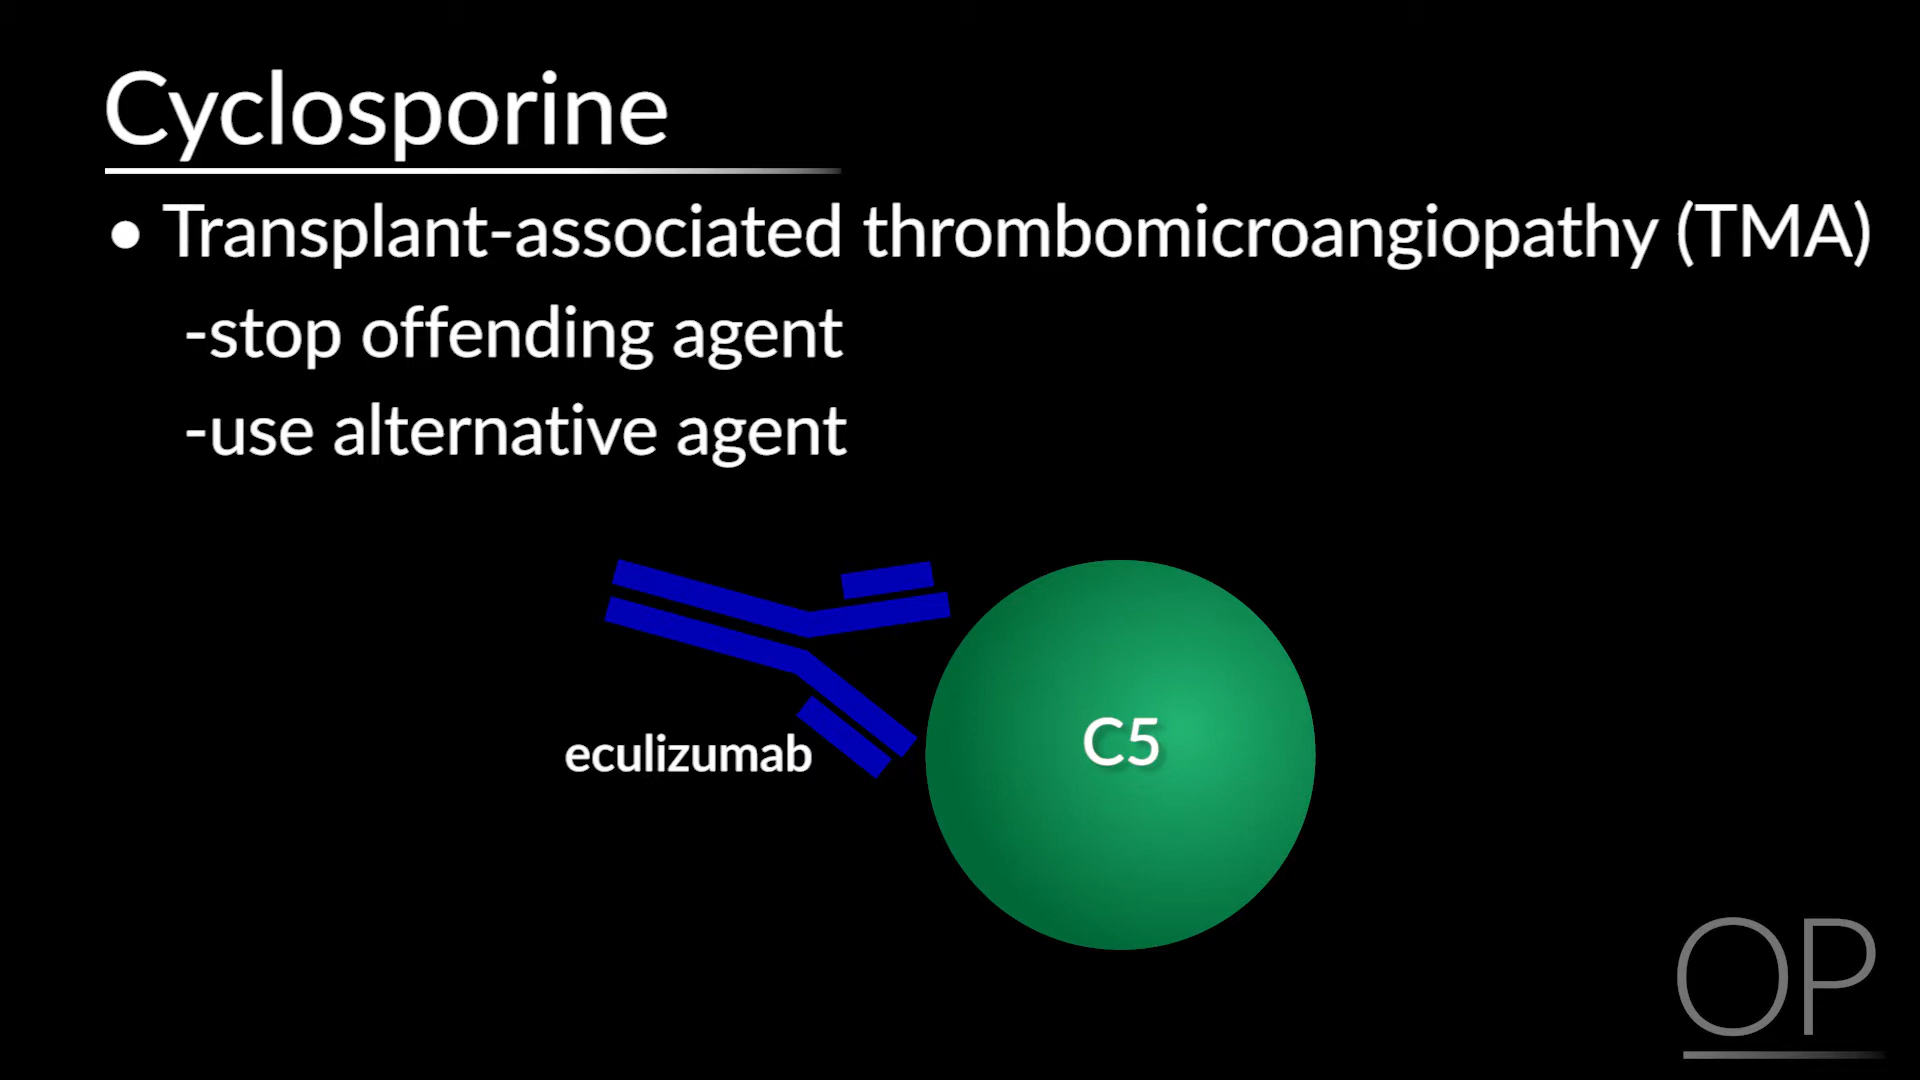 Cyclosporine
• Transplant-associated thrombomicroangiopathy (TMA)
-stop offending agent
-use alternative agent
eculizumab
C5
OP